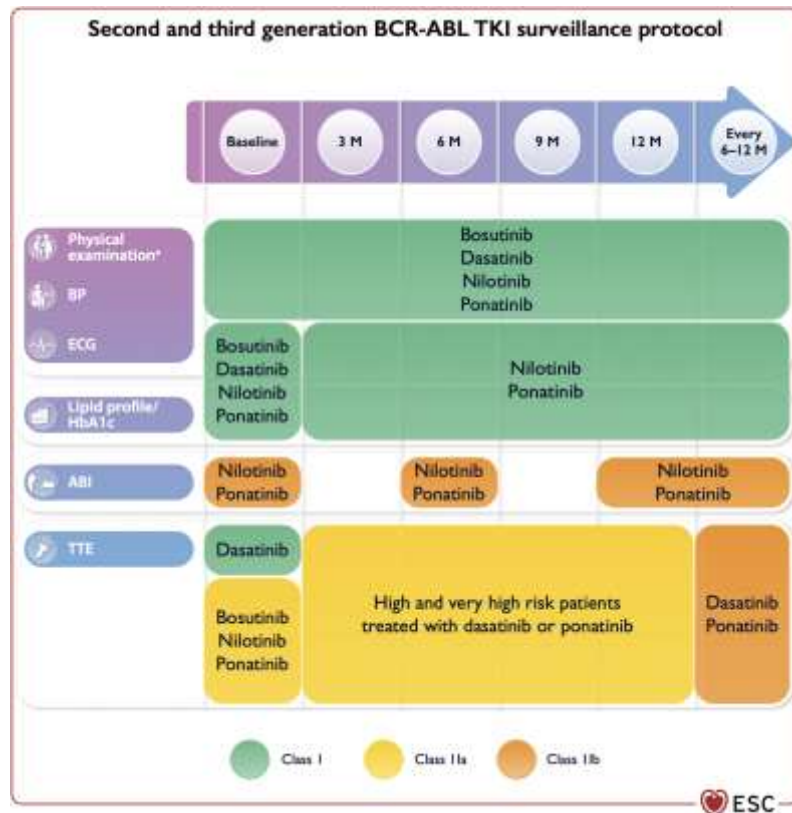 Second and third generation BCR-ABL TKI surveillance protocol
Baseline
3 M
6 M
9 M
12 M
Every
6–12 M
Physical
examination*
BP
ECG
Lipid profile/
HbA1c
ABI
TTE
Bosutinib
Dasatinib
Nilotinib
Ponatinib
Bosutinib
Dasatinib
Nilotinib
Ponatinib
Nilotinib
Ponatinib
Nilotinib
Ponatinib
Nilotinib
Ponatinib
Nilotinib
Ponatinib
Dasatinib
Bosutinib
Nilotinib
Ponatinib
High and very high risk patients
treated with dasatinib or ponatinib
Dasatinib
Ponatinib
Class I
Class IIa
Class IIb
ESC